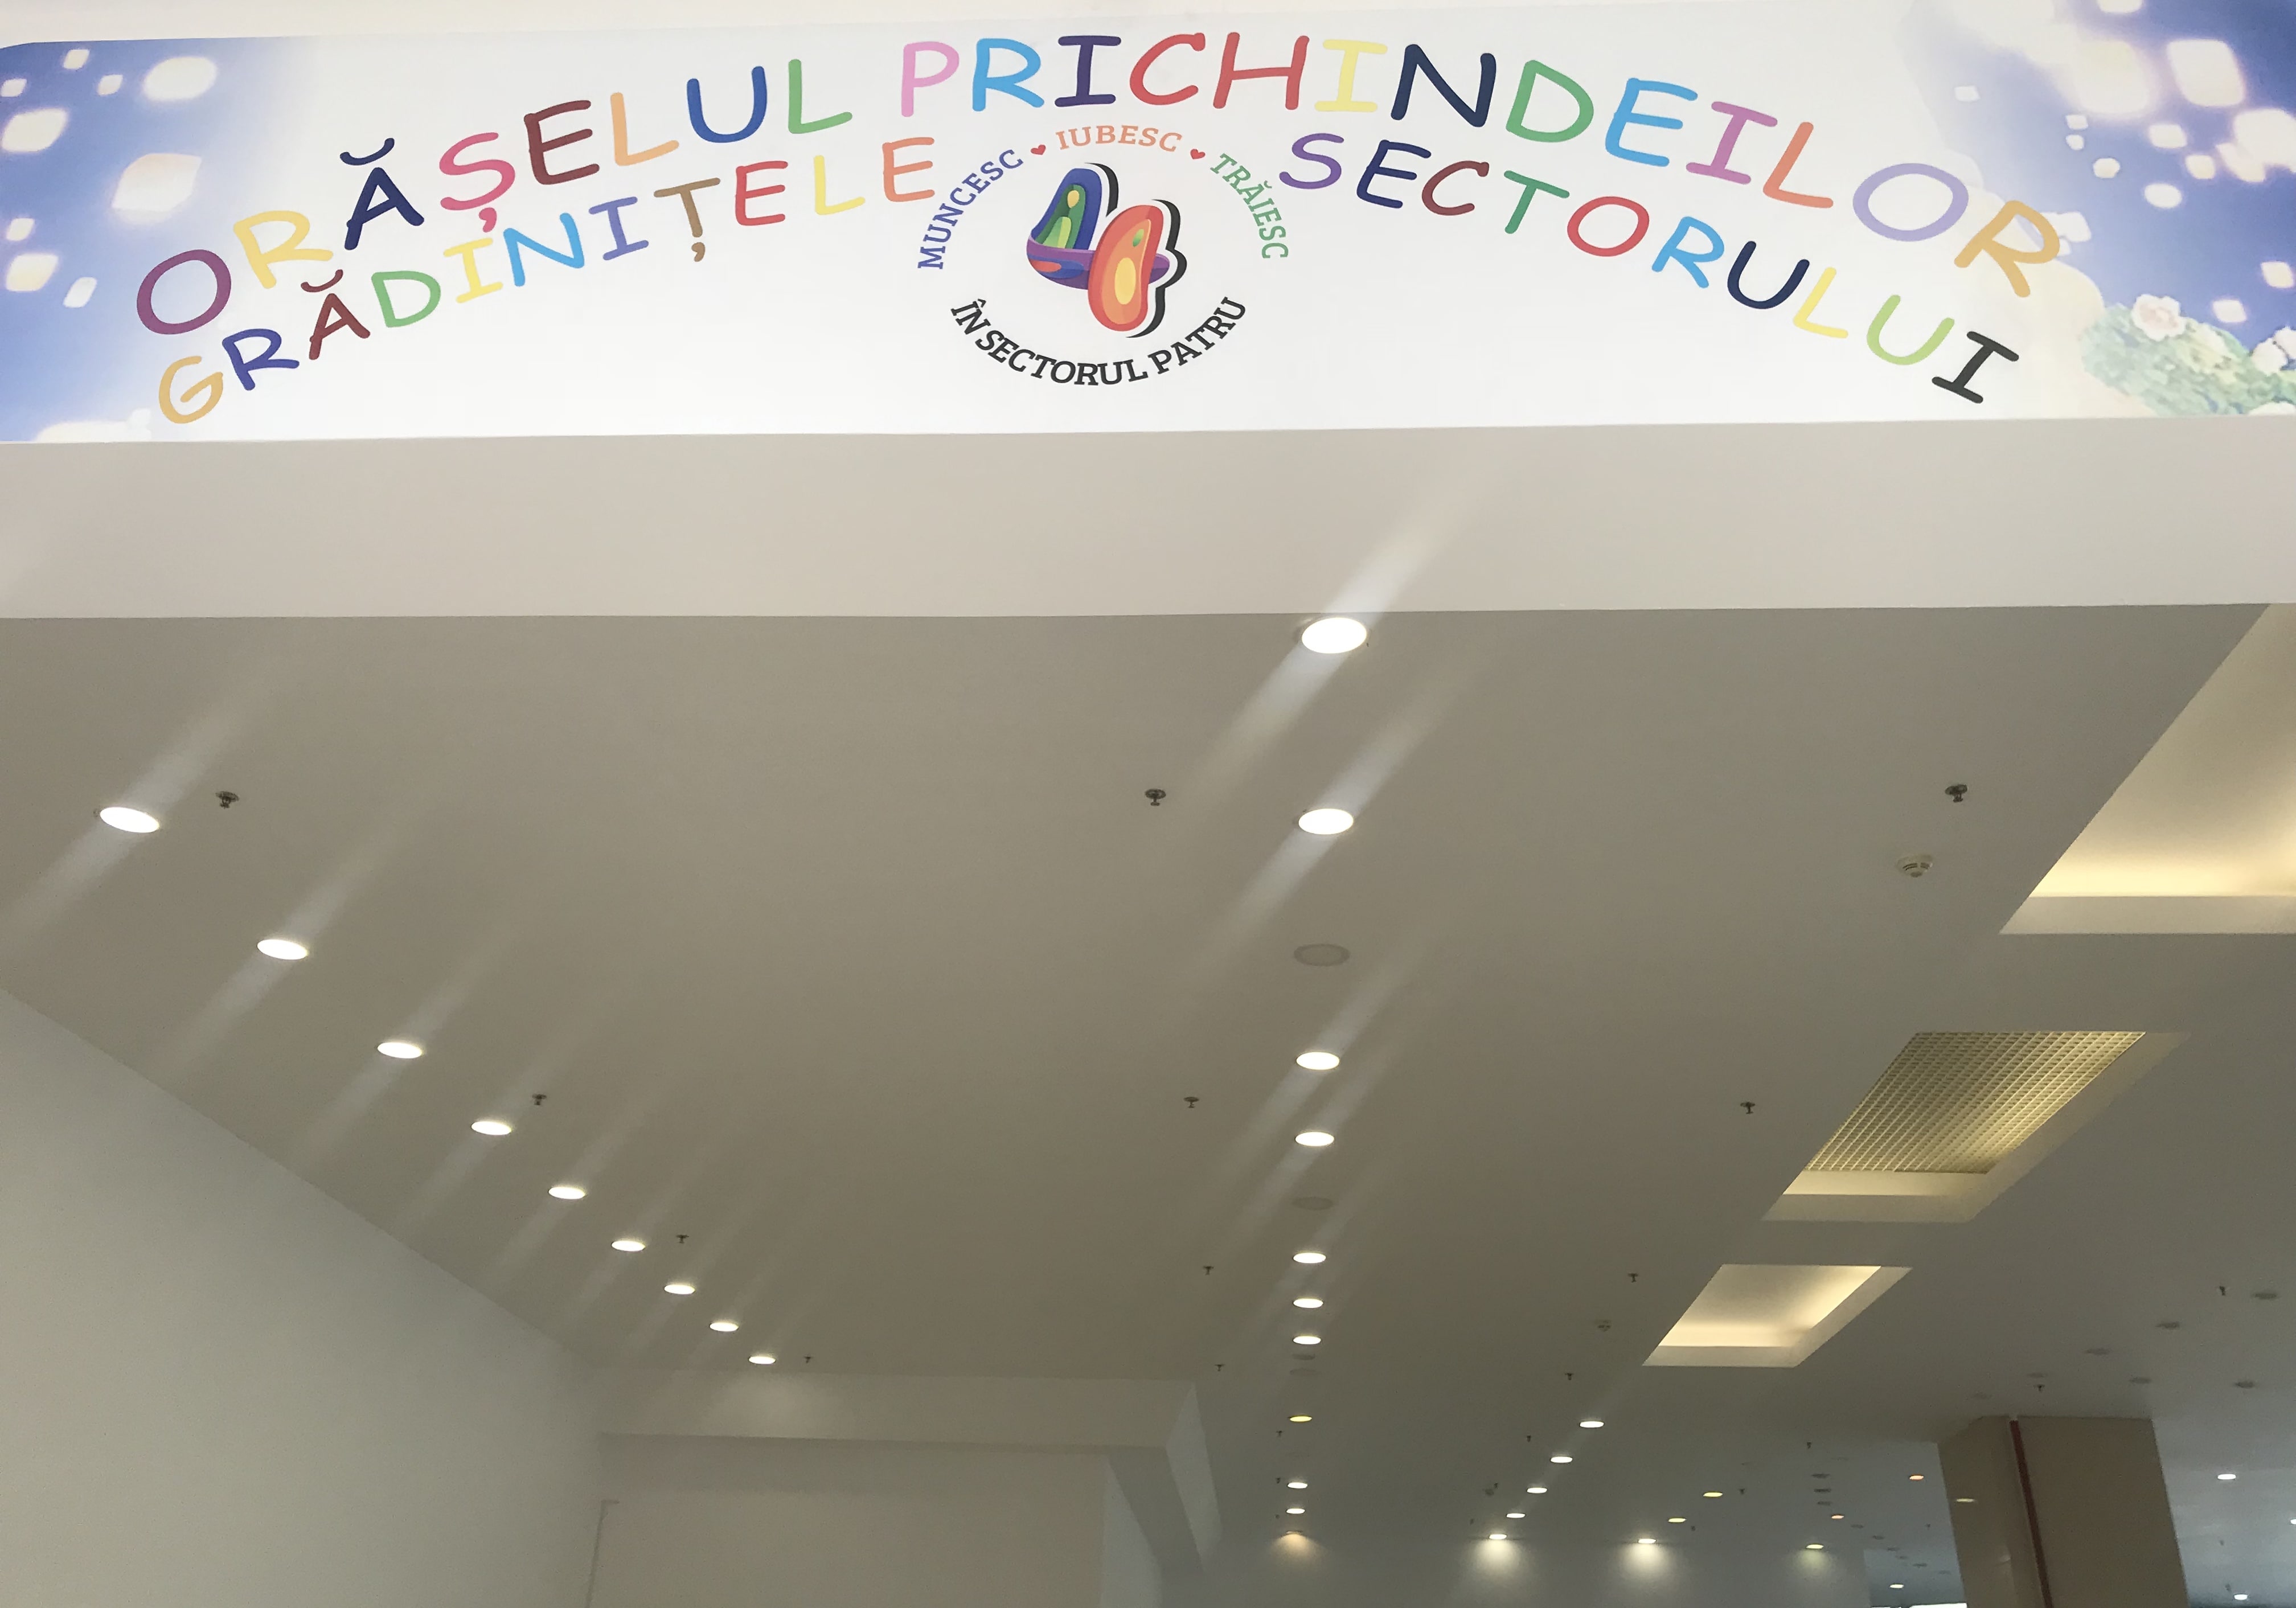 ORĂȘELUL PRICHINDEILOR
GRĂDINIȚELE SECTORULUI
MUNCESC ♥ IUBESC ♥ TRĂIESC
4
ÎN SECTORUL PATRU